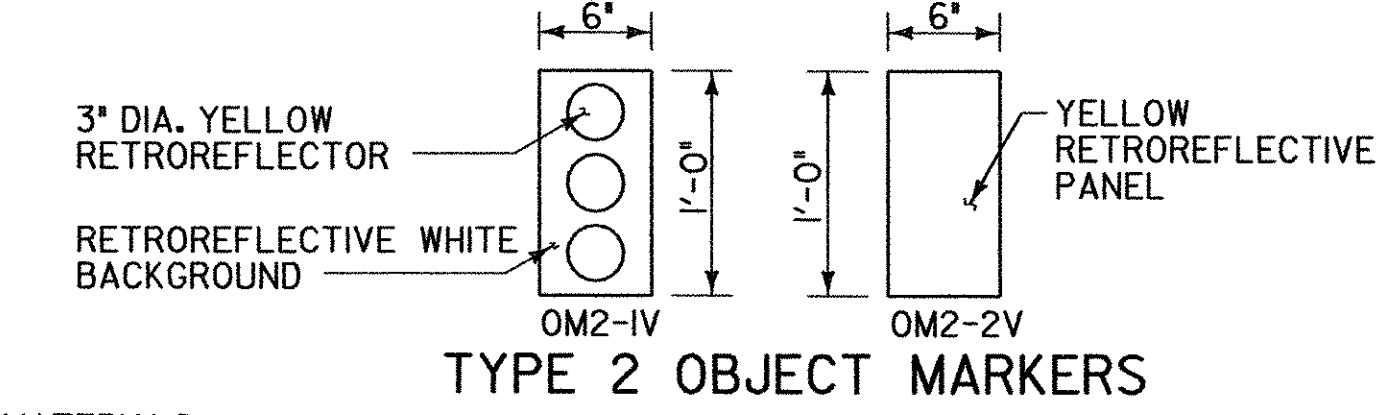 6"
6"
3" DIA. YELLOW
RETROREFLECTOR
1'-0"
1'-0"
YELLOW
RETROREFLECTIVE
PANEL
RETROREFLECTIVE WHITE
BACKGROUND
OM2-1V
OM2-2V
TYPE 2 OBJECT MARKERS